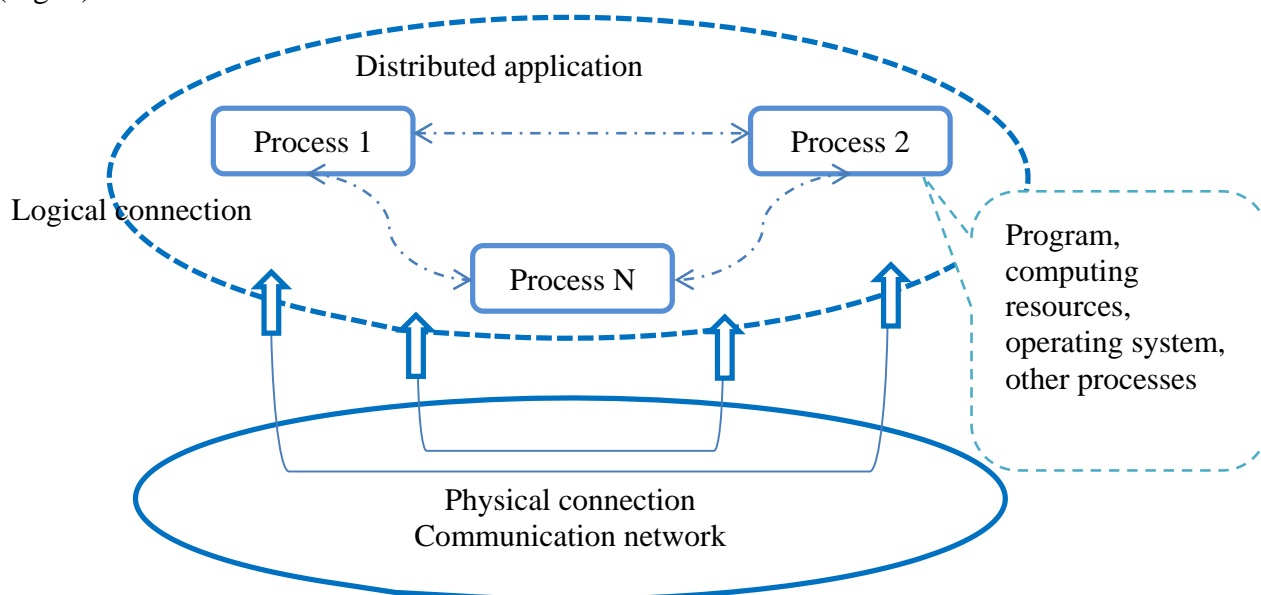 Distributed application
Process 1
Process 2
Logical connection
Process N
Program,
computing
resources,
operating system,
other processes
Physical connection
Communication network